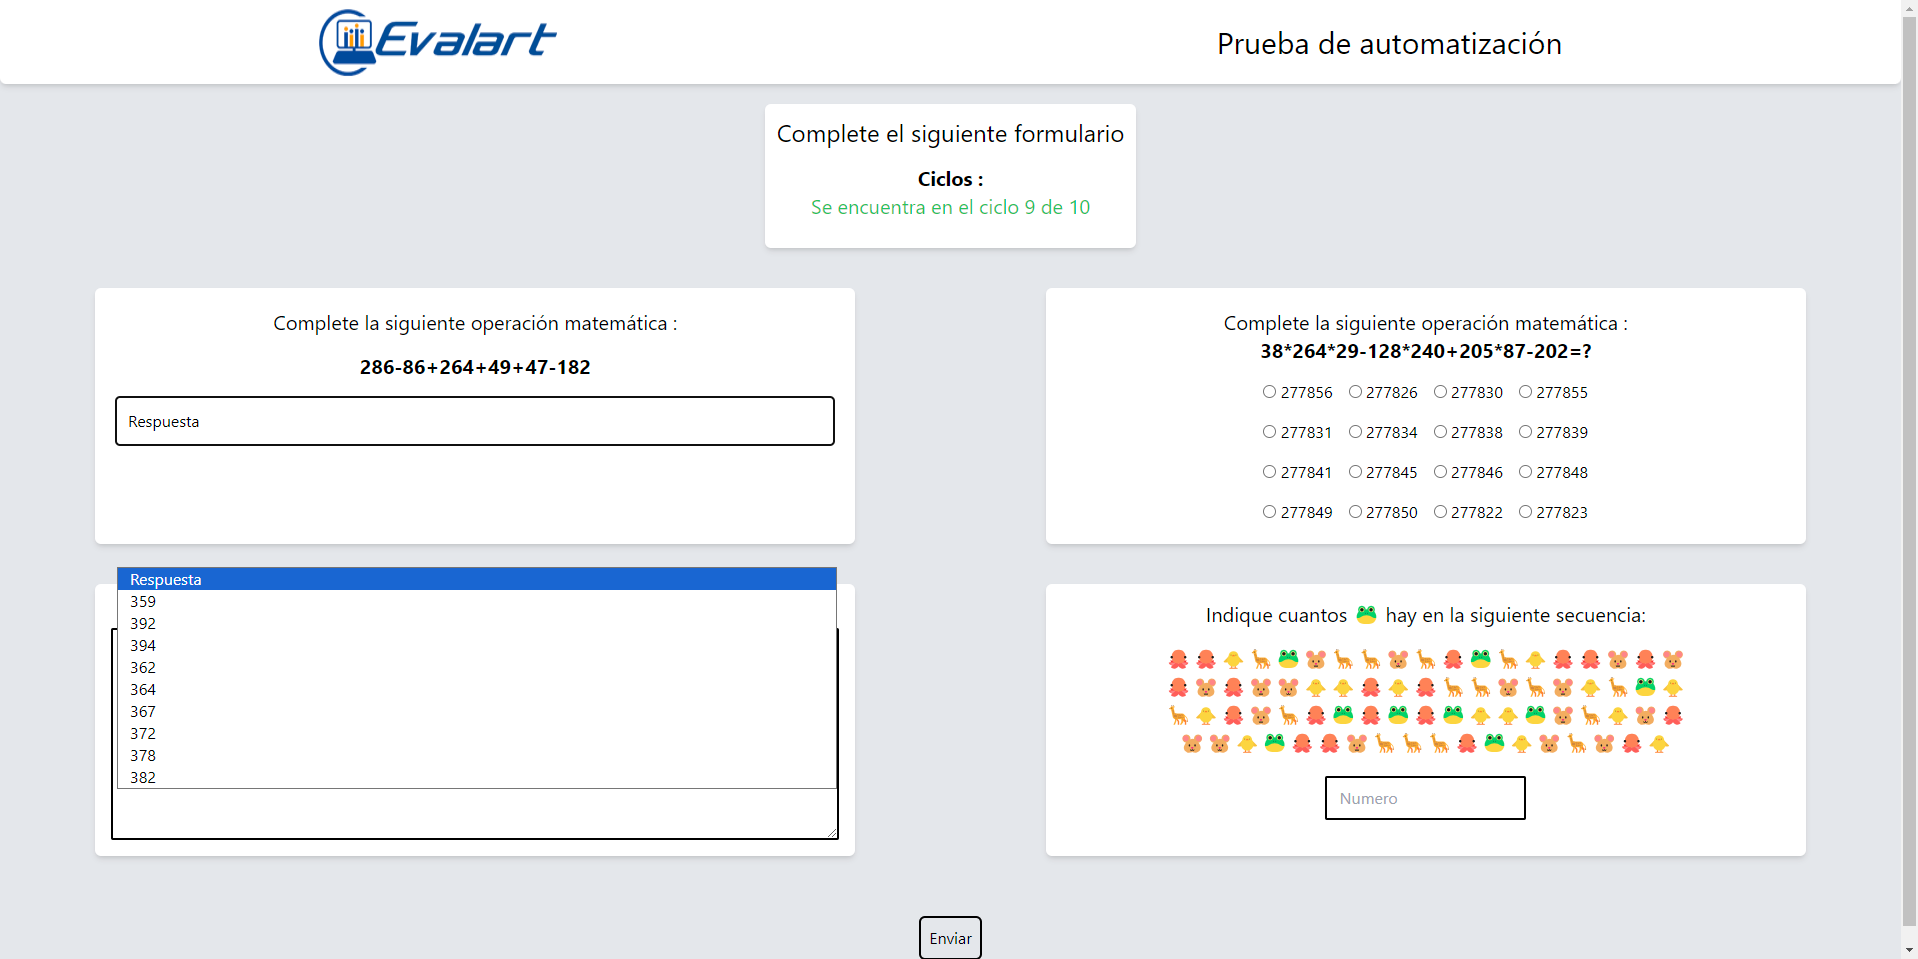 Evalart
Prueba de automatización
Complete el siguiente formulario
Ciclos :
Se encuentra en el ciclo 9 de 10
Complete la siguiente operación matemática :
286-86+264+49+47-182
Respuesta
Complete la siguiente operación matemática :
38*264*29-128*240+205*87-202=?
277856 277826 277830 277855
277831 277834 277838 277839
277841 277845 277846 277848
277849 277850 277822 277823
Respuesta
359
392
394
362
364
367
372
378
382
Indique cuantos 🐸 hay en la siguiente secuencia:
Numero
Enviar